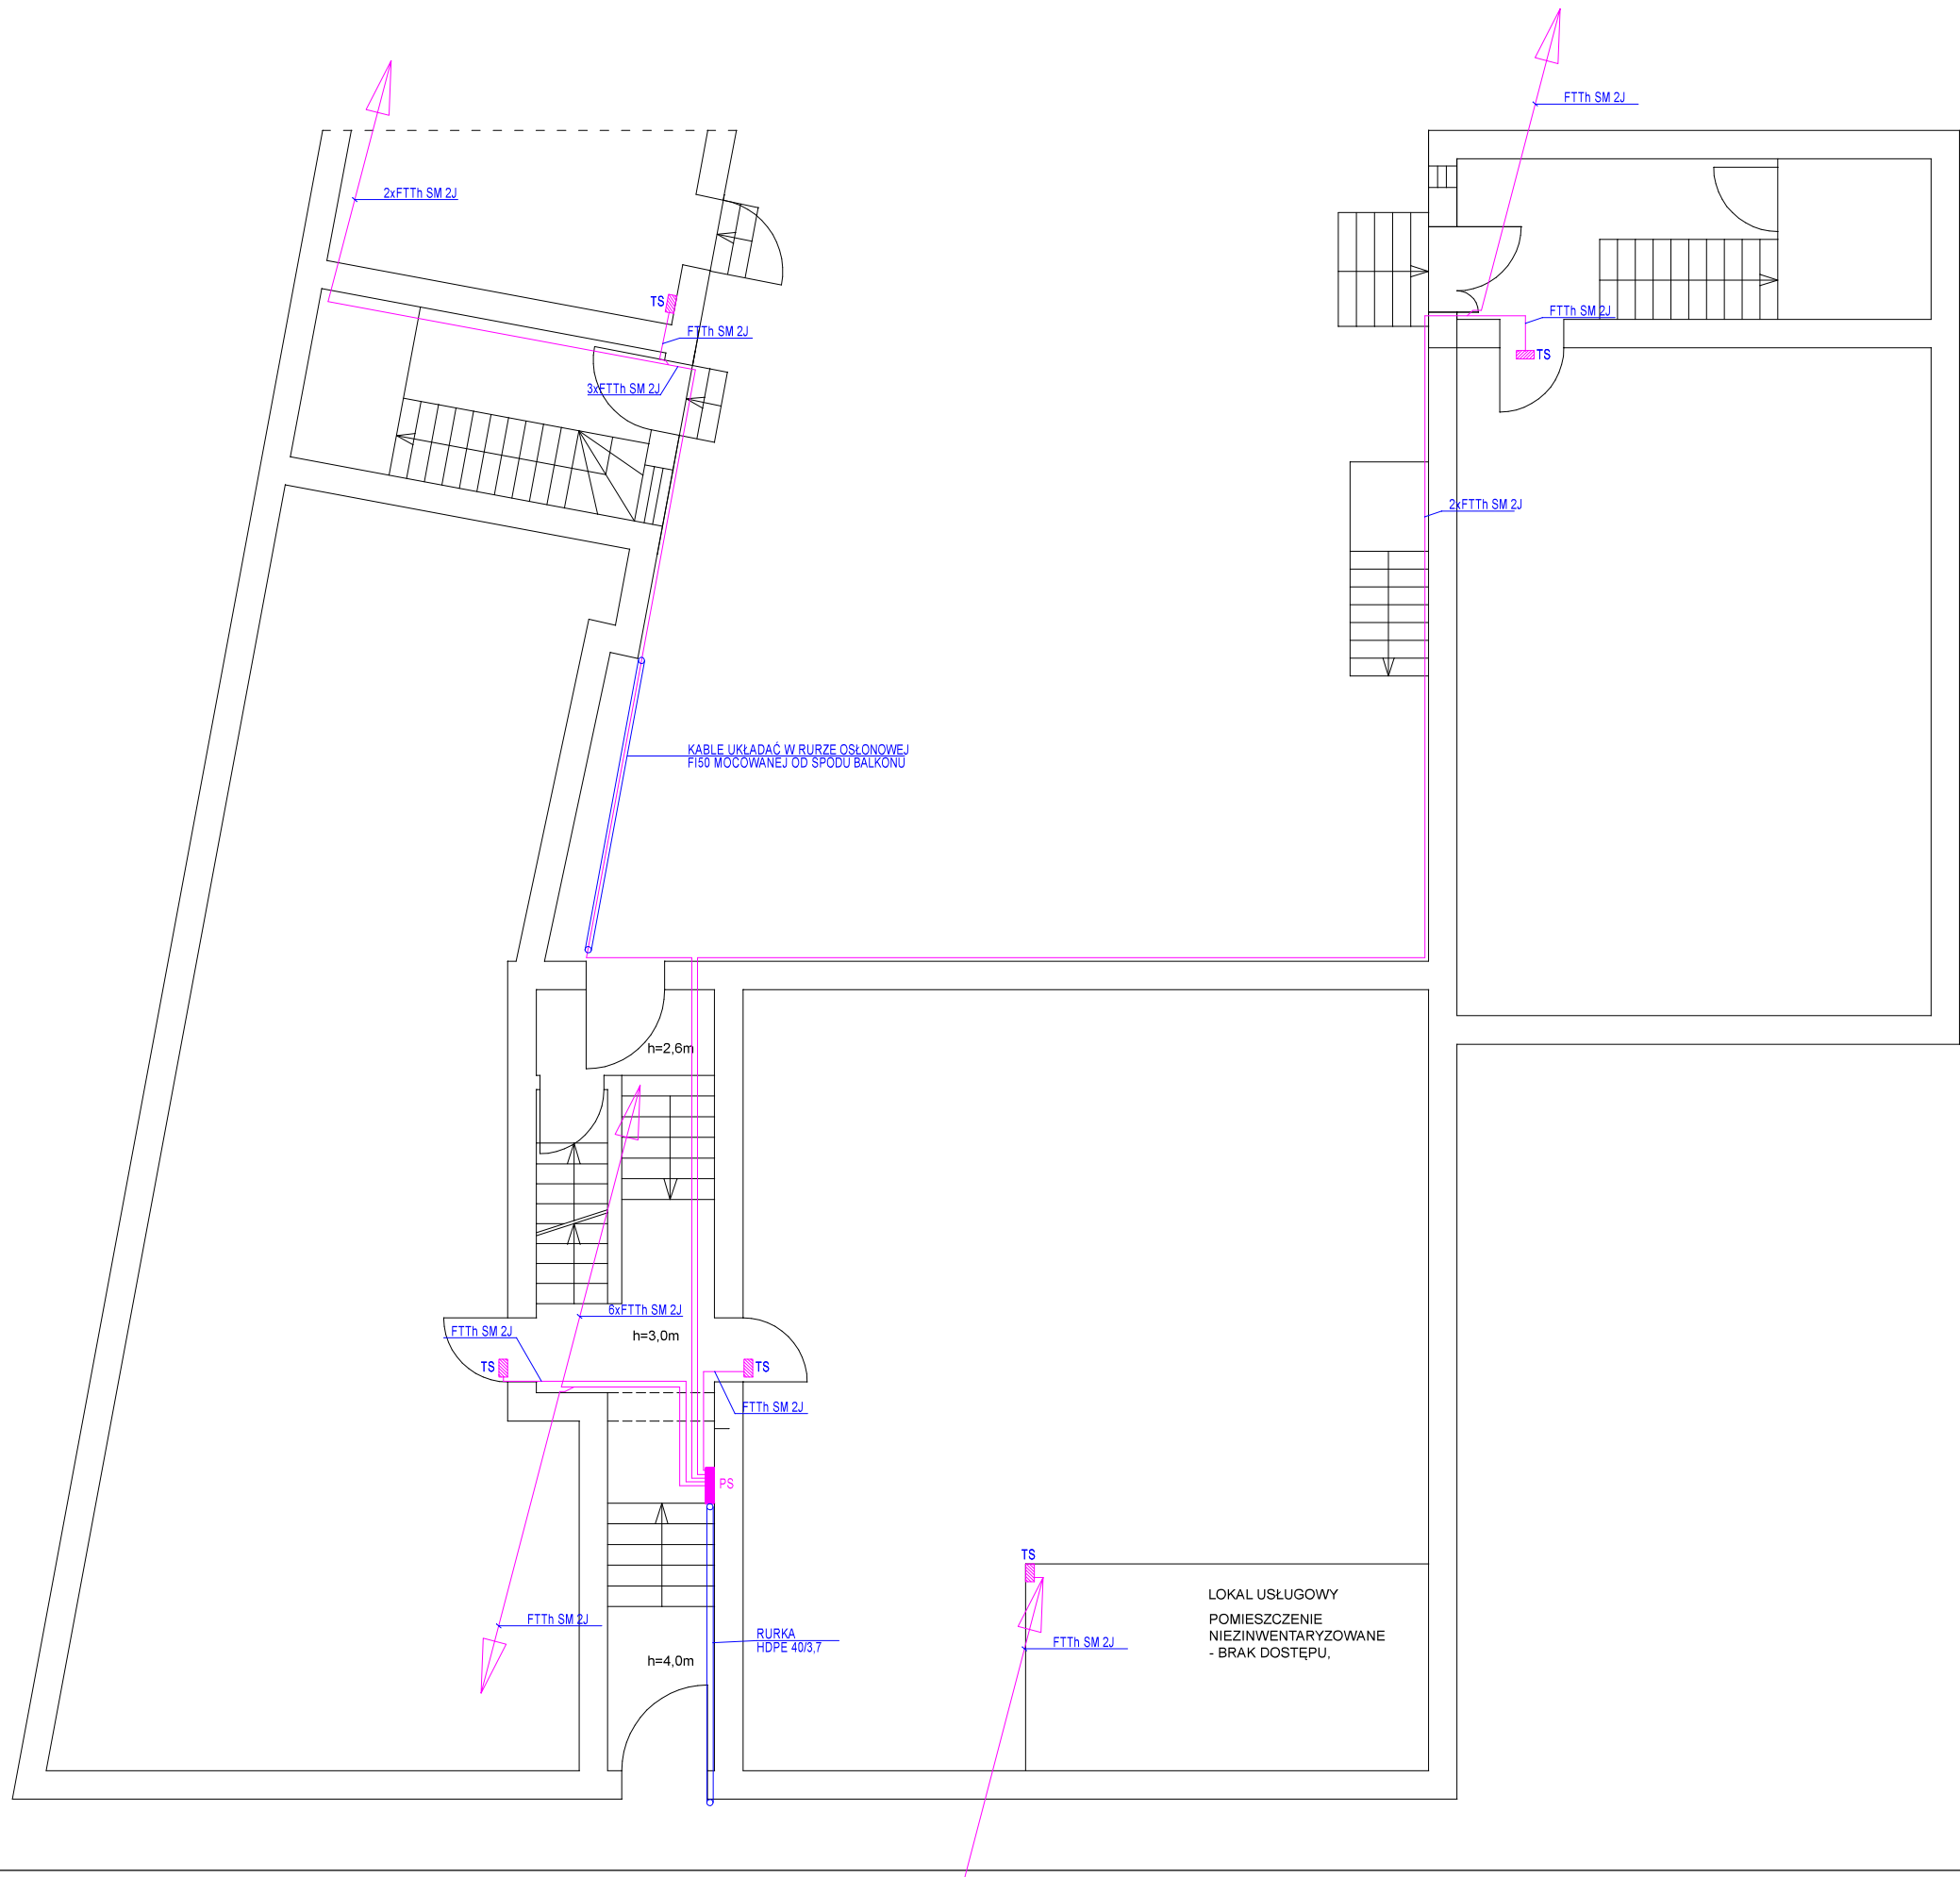 FTTh SM 2J
2xFTTh SM 2J
TS
FTTh SM 2J
FTTh SM 2J
TS
3xFTTh SM 2J
2xFTTh SM 2J
KABLE UKŁADAĆ W RURZE OSŁONOWEJ
FI50 MOCOWANEJ OD SPODU BALKONU
h=2,6m
6xFTTh SM 2J
FTTh SM 2J
h=3,0m
TS
TS
FTTh SM 2J
PS
TS
LOKAL USŁUGOWY
POMIESZCZENIE
NIEZINWENTARYZOWANE
- BRAK DOSTĘPU,
FTTh SM 2J
RURKA
HDPE 40/3,7
FTTh SM 2J
h=4,0m